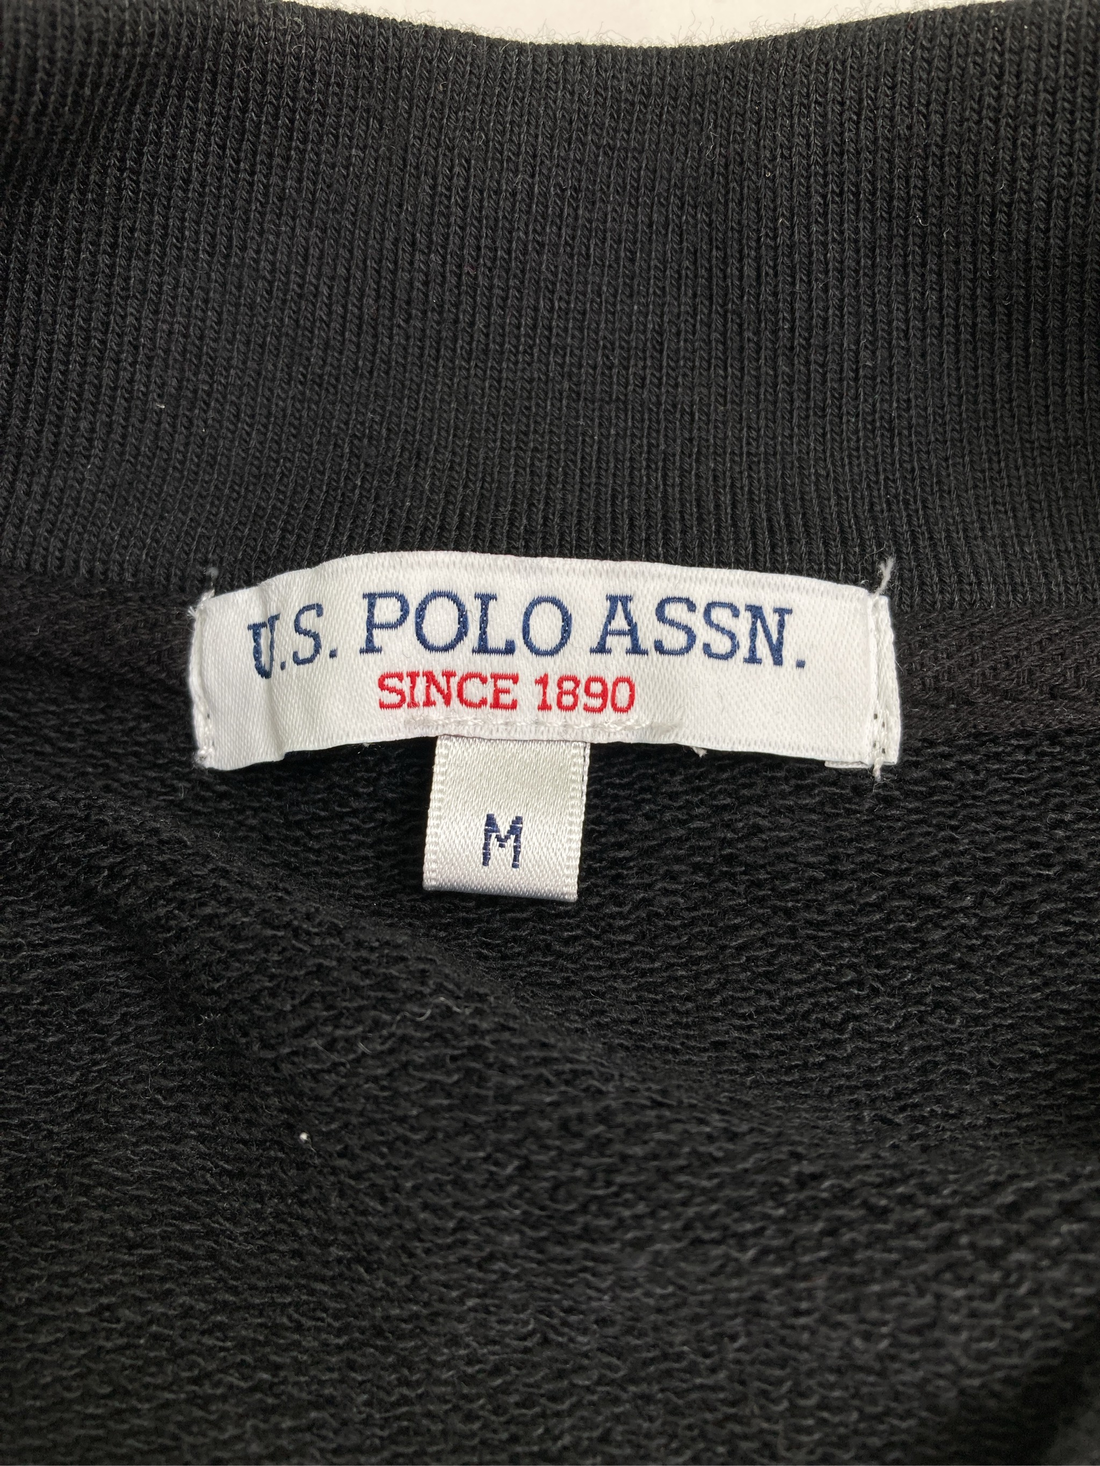 U.S. POLO ASSN.
SINCE 1890
M